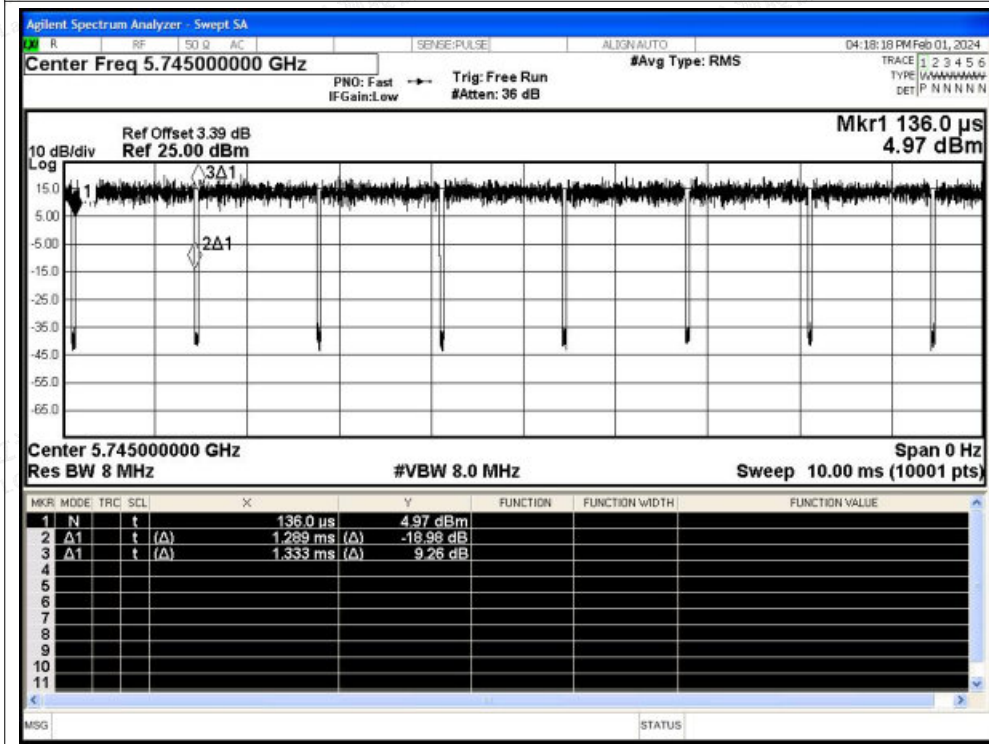 Agilent Spectrum Analyzer - Swept SA
LXI R RF 50 Ω AC SENSE:PULSE ALIGN AUTO 04:18:18 PM Feb 01, 2024
Center Freq 5.745000000 GHz #Avg Type: RMS TRACE 1 2 3 4 5 6
PNO: Fast Trig: Free Run TYPE
IFGain:Low #Atten: 36 dB DET P N N N N N
Mkr1 136.0 µs
4.97 dBm
Ref Offset 3.39 dB
10 dB/div Ref 25.00 dBm
Log
3Δ1
15.0
1
5.00
-5.00
2Δ1
-15.0
-25.0
-35.0
-45.0
-55.0
-65.0
Center 5.745000000 GHz Span 0 Hz
Res BW 8 MHz #VBW 8.0 MHz Sweep 10.00 ms (10001 pts)
MKR MODE TRC SCL X Y FUNCTION FUNCTION WIDTH FUNCTION VALUE
1 N t 136.0 µs 4.97 dBm
2 Δ1 t (Δ) 1.289 ms (Δ) -18.98 dB
3 Δ1 t (Δ) 1.333 ms (Δ) 9.26 dB
4
5
6
7
8
9
10
11
MSG STATUS